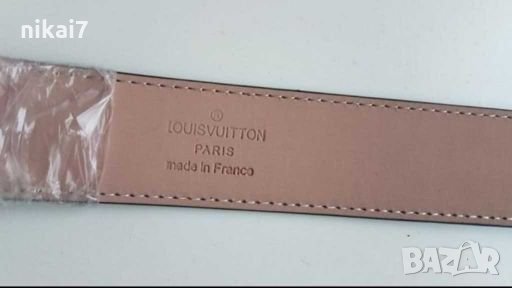 nikai7
®
LOUISVUITTON
PARIS
made in France
BAZAR